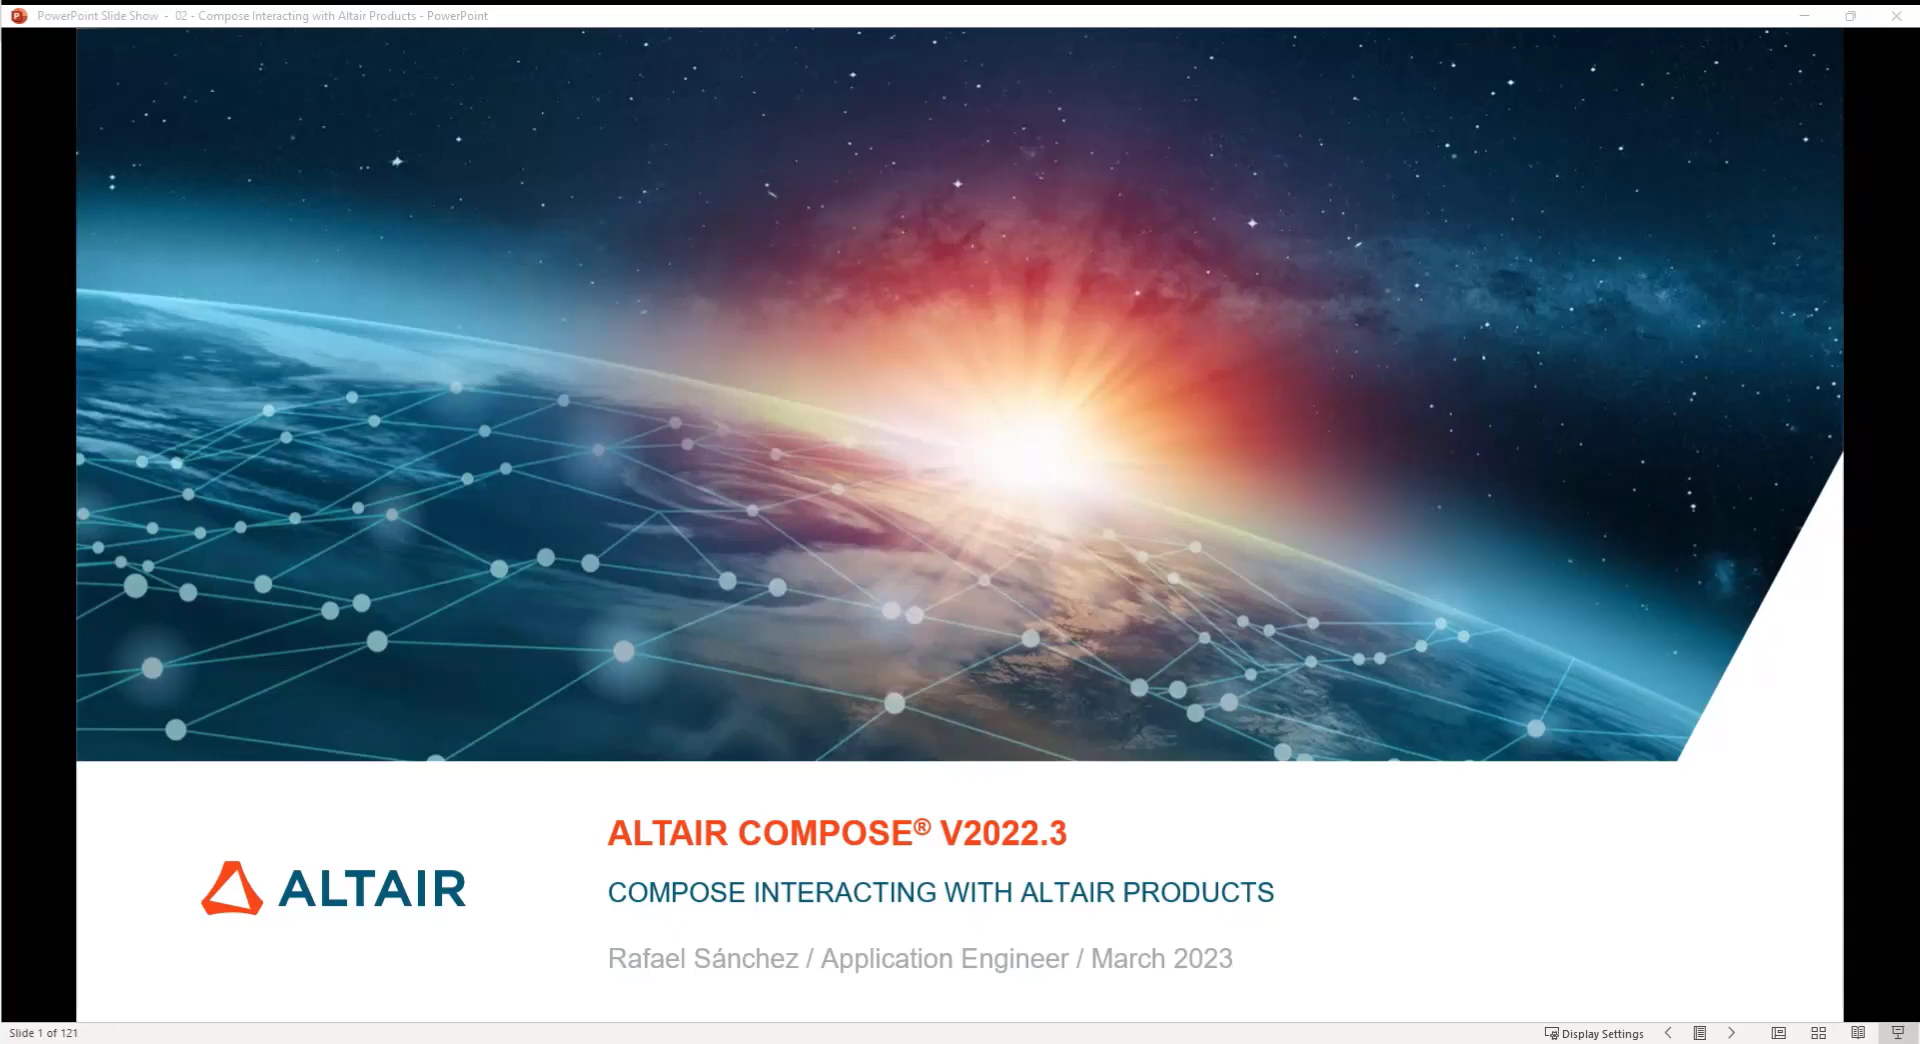 PowerPoint Slide Show - 02 - Compose Interacting with Altair Products - PowerPoint
ALTAIR COMPOSE® V2022.3
ALTAIR
COMPOSE INTERACTING WITH ALTAIR PRODUCTS
Rafael Sánchez / Application Engineer / March 2023
Slide 1 of 121
Display Settings